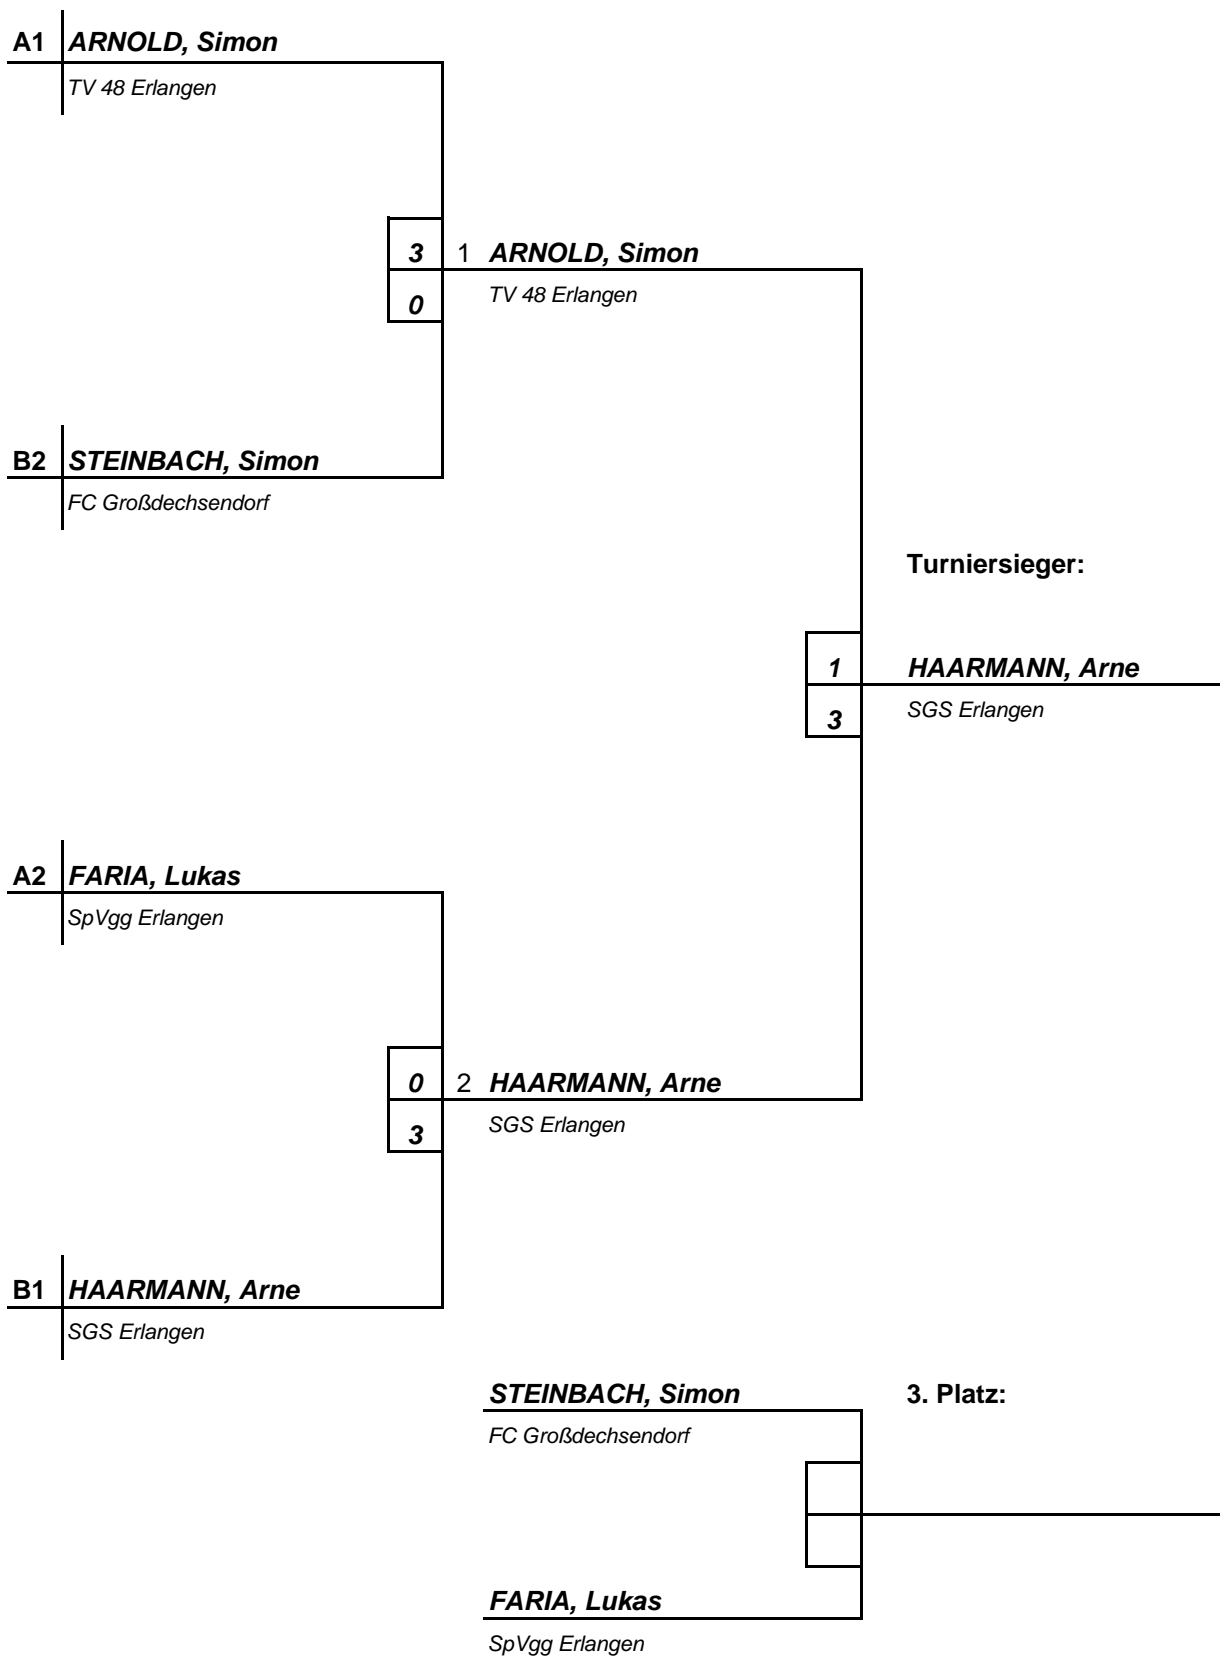 A1 ARNOLD, Simon
TV 48 Erlangen
3 1 ARNOLD, Simon
0 TV 48 Erlangen
B2 STEINBACH, Simon
FC Großdechsendorf
Turniersieger:
1 HAARMANN, Arne
3 SGS Erlangen
A2 FARIA, Lukas
SpVgg Erlangen
0 2 HAARMANN, Arne
3 SGS Erlangen
B1 HAARMANN, Arne
SGS Erlangen
STEINBACH, Simon 3. Platz:
FC Großdechsendorf
FARIA, Lukas
SpVgg Erlangen